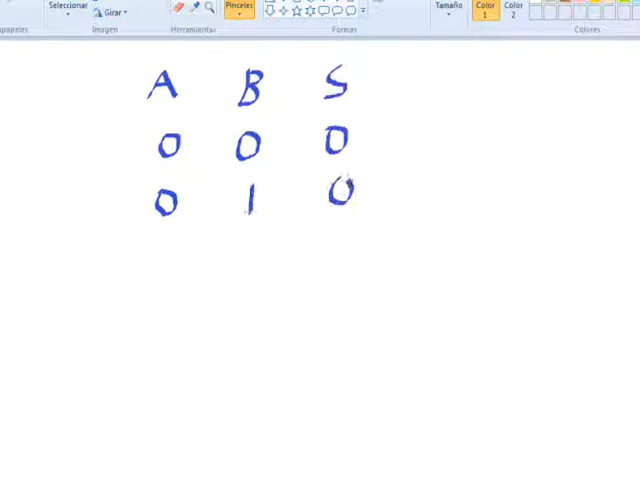 Seleccionar Girar Pinceles Tamaño Color 1 Color 2
Imagen Herramientas Formas Colores
A B S
0 0 0
0 1 0